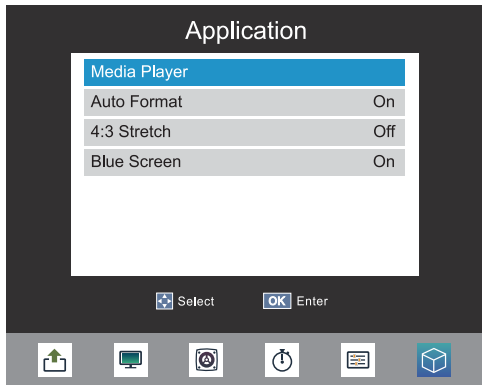 Application
Media Player
Auto Format On
4:3 Stretch Off
Blue Screen On
Select OK Enter